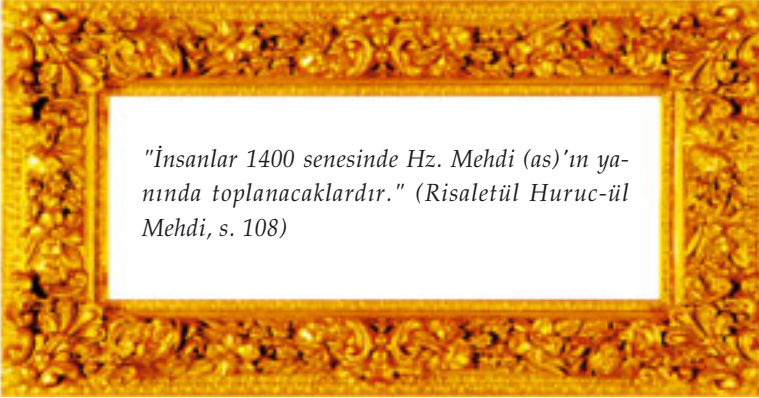 "İnsanlar 1400 senesinde Hz. Mehdi (as)'ın ya-
nında toplanacaklardır." (Risaletül Huruc-ül
Mehdi, s. 108)